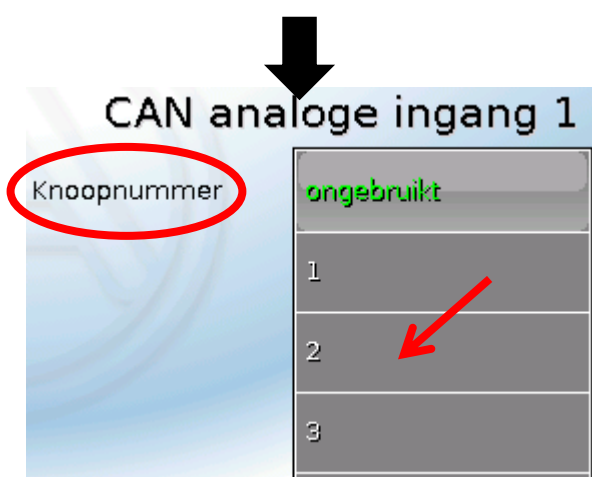 CAN analoge ingang 1
Knoopnummer
ongebruikt
1
2
3